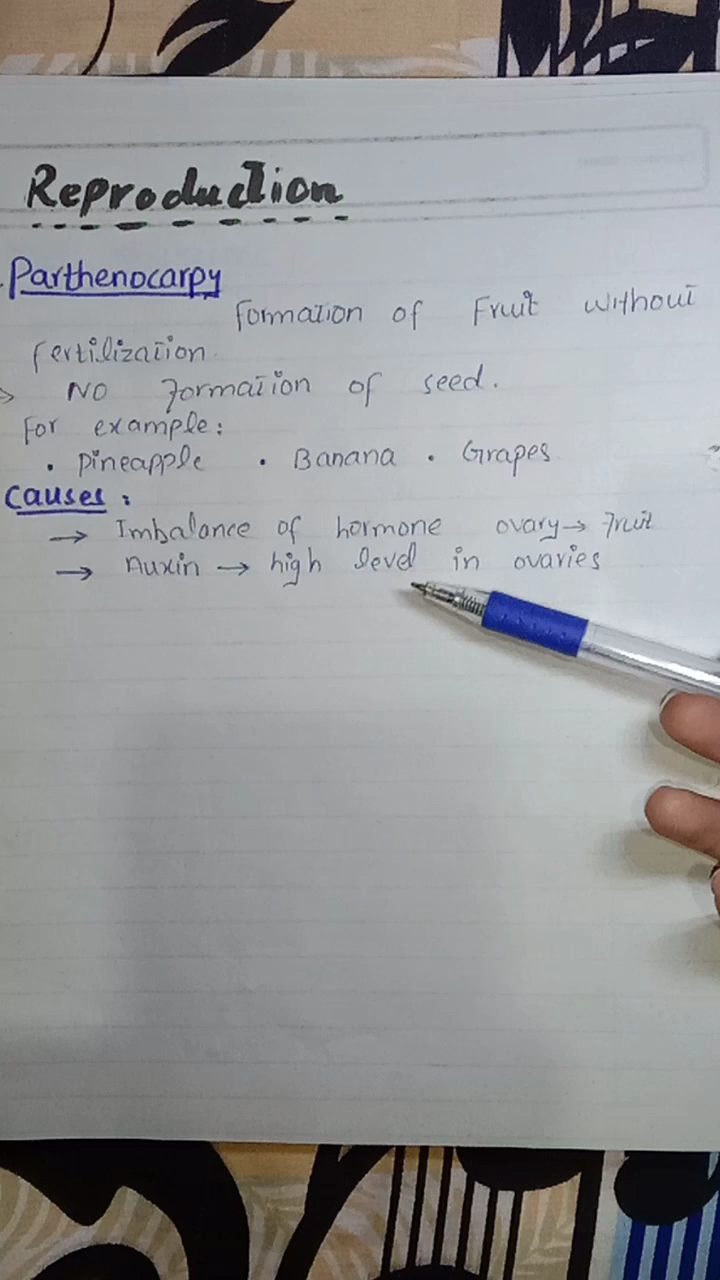 Reproduction
Parthenocarpy
Formation of Fruit without
fertilization
> NO formation of seed.
For example:
• Pineapple • Banana • Grapes
Causes:
→ Imbalance of hormone ovary → fruit
→ Auxin → high level in ovaries